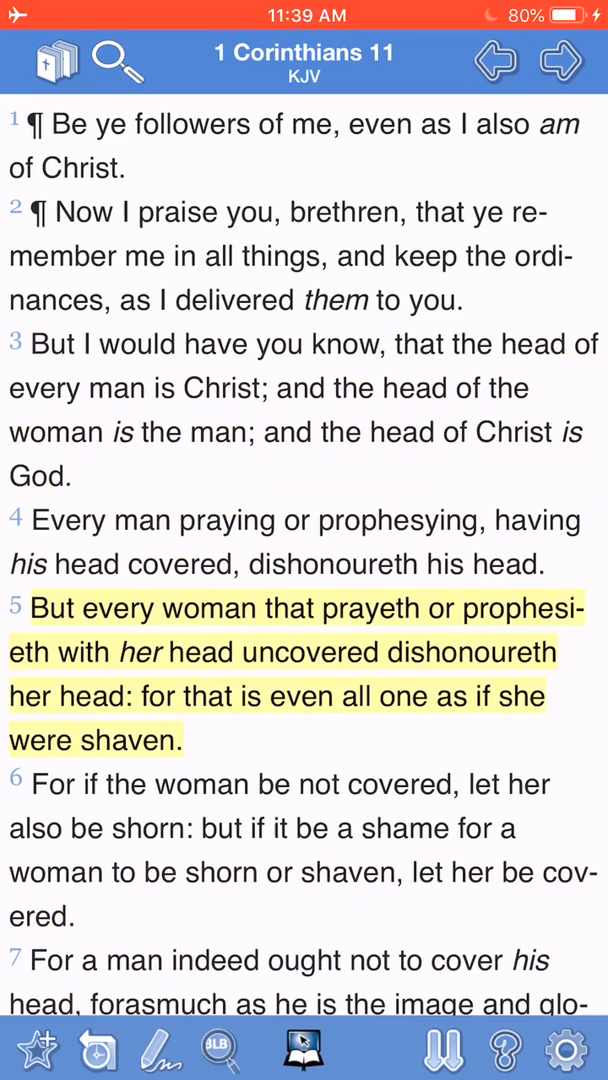 11:39 AM
80%
1 Corinthians 11
KJV
1 ¶ Be ye followers of me, even as I also am
of Christ.
2 ¶ Now I praise you, brethren, that ye re-
member me in all things, and keep the ordi-
nances, as I delivered them to you.
3 But I would have you know, that the head of
every man is Christ; and the head of the
woman is the man; and the head of Christ is
God.
4 Every man praying or prophesying, having
his head covered, dishonoureth his head.
5 But every woman that prayeth or prophesi-
eth with her head uncovered dishonoureth
her head: for that is even all one as if she
were shaven.
6 For if the woman be not covered, let her
also be shorn: but if it be a shame for a
woman to be shorn or shaven, let her be cov-
ered.
7 For a man indeed ought not to cover his
head, forasmuch as he is the image and glo-
BLB